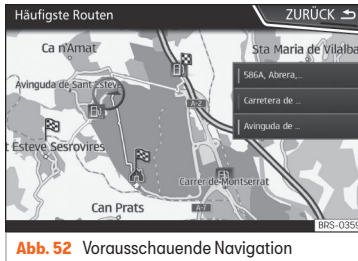 Häufigste Routen
ZURÜCK
Ca n'Amat
Sta Maria de Vilalba
586A, Abrera,...
Avinguda de Sant Esteve
Carretera de ...
A-2
Avinguda de ...
t Esteve Sesrovires
Carrer de Montserrat
Can Prats
A-7
BRS-0359
Abb. 52 Vorausschauende Navigation